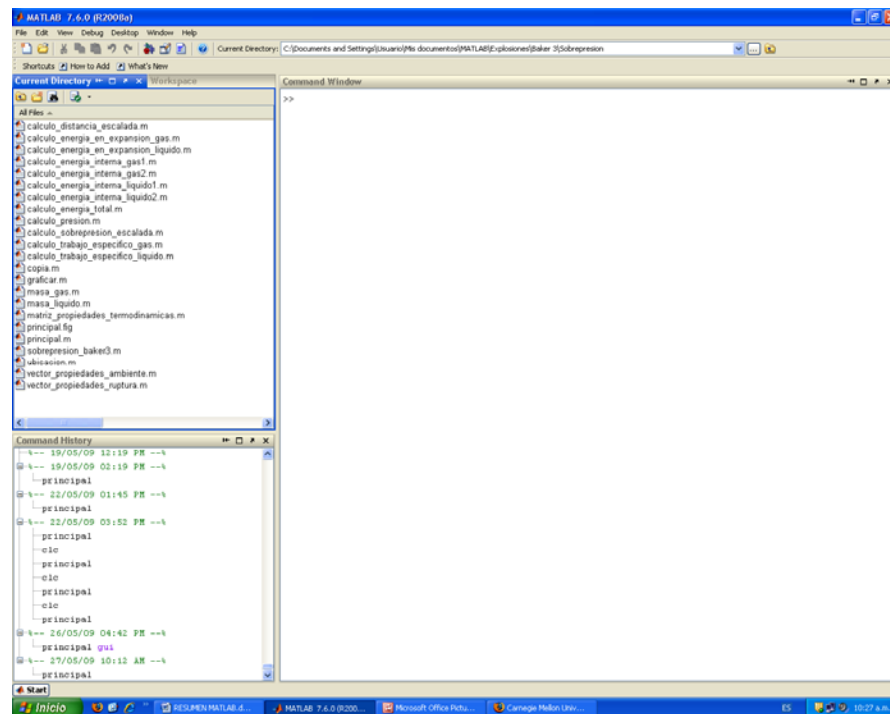 MATLAB 7.6.0 (R2008a)
File Edit View Debug Desktop Window Help
Current Directory: C:\Documents and Settings\Usuario\Mis documentos\MATLAB\Explosiones\Baker 3\Sobrepresion
Shortcuts How to Add What's New
Current Directory Workspace
All Files
calculo_distancia_escalada.m
calculo_energia_en_expansion_gas.m
calculo_energia_en_expansion_liquido.m
calculo_energia_interna_gas1.m
calculo_energia_interna_gas2.m
calculo_energia_interna_liquido1.m
calculo_energia_interna_liquido2.m
calculo_energia_total.m
calculo_presion.m
calculo_sobrepresion_escalada.m
calculo_trabajo_especifico_gas.m
calculo_trabajo_especifico_liquido.m
copia.m
graficar.m
masa_gas.m
masa_liquido.m
matriz_propiedades_termodinamicas.m
principal.fig
principal.m
sobrepresion_baker3.m
ubicacion.m
vector_propiedades_ambiente.m
vector_propiedades_ruptura.m
Command History
%-- 19/05/09 12:19 PM --%
%-- 19/05/09 02:19 PM --%
principal
%-- 22/05/09 01:45 PM --%
principal
%-- 22/05/09 03:52 PM --%
principal
clc
principal
clc
principal
clc
principal
%-- 26/05/09 04:42 PM --%
principal gui
%-- 27/05/09 10:12 AM --%
principal
Command Window
>>
Start
Inicio
RESUMEN MATLAB.d...
MATLAB 7.6.0 (R200...
Microsoft Office Pictu...
Carnegie Mellon Univ...
ES
10:27 a.m.